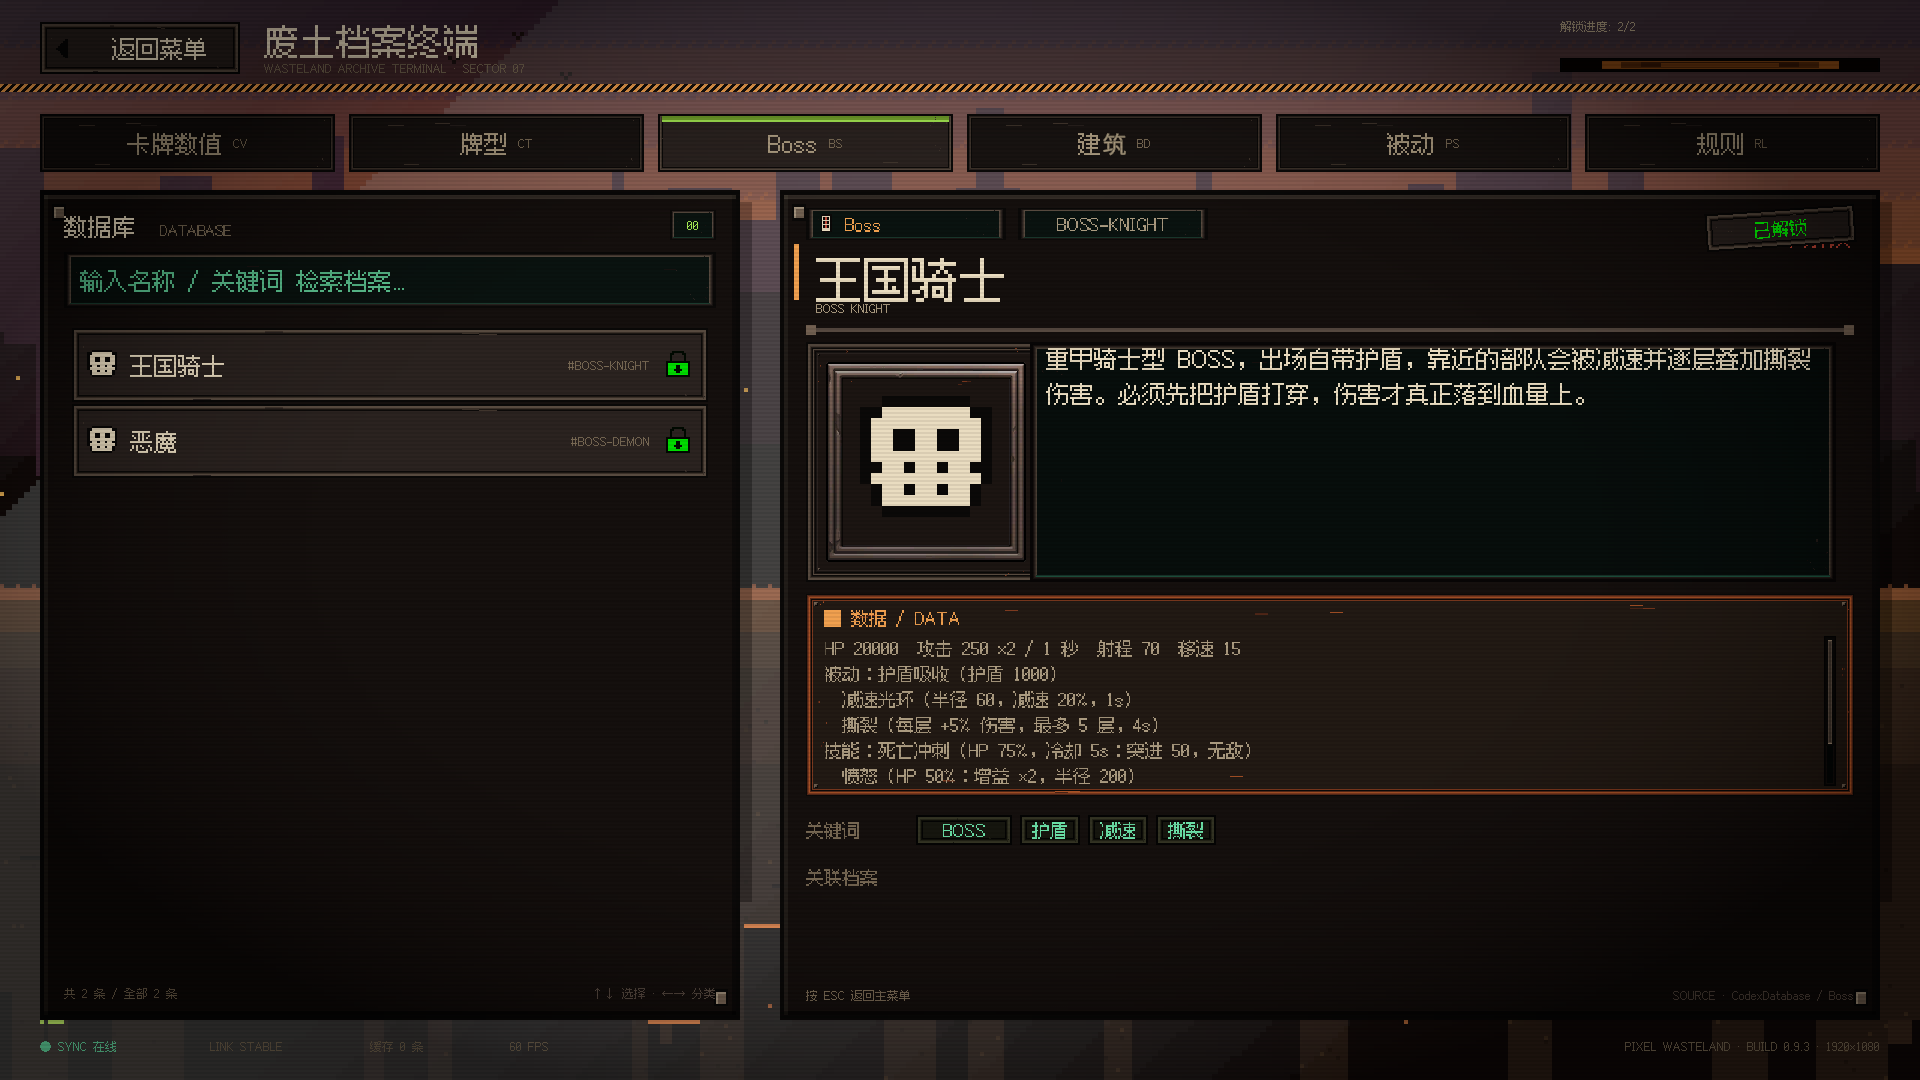 返回菜单
废土档案终端
WASTELAND ARCHIVE TERMINAL · SECTOR 07
解锁进度: 2/2
卡牌数值 CV
牌型 CT
Boss BS
建筑 BD
被动 PS
规则 RL
数据库 DATABASE
00
输入名称 / 关键词 检索档案…
王国骑士 #BOSS-KNIGHT
恶魔 #BOSS-DEMON
共 2 条 / 全部 2 条
↑↓ 选择 · ←→ 分类
Boss
BOSS-KNIGHT
已解锁
王国骑士
BOSS KNIGHT
重甲骑士型 BOSS，出场自带护盾，靠近的部队会被减速并逐层叠加撕裂
伤害。必须先把护盾打穿，伤害才真正落到血量上。
数据 / DATA
HP 20000 攻击 250 ×2 / 1 秒 射程 70 移速 15
被动：护盾吸收（护盾 1000）
减速光环（半径 60，减速 20%，1s）
撕裂（每层 +5% 伤害，最多 5 层，4s）
技能：死亡冲刺（HP 75%，冷却 5s：突进 50，无敌）
愤怒（HP 50%：增益 ×2，半径 200）
关键词 BOSS 护盾 减速 撕裂
关联档案
按 ESC 返回主菜单
SOURCE · CodexDatabase / Boss
SYNC 在线
LINK STABLE
缓存 0 条
60 FPS
PIXEL WASTELAND · BUILD 0.9.3 · 1920×1080